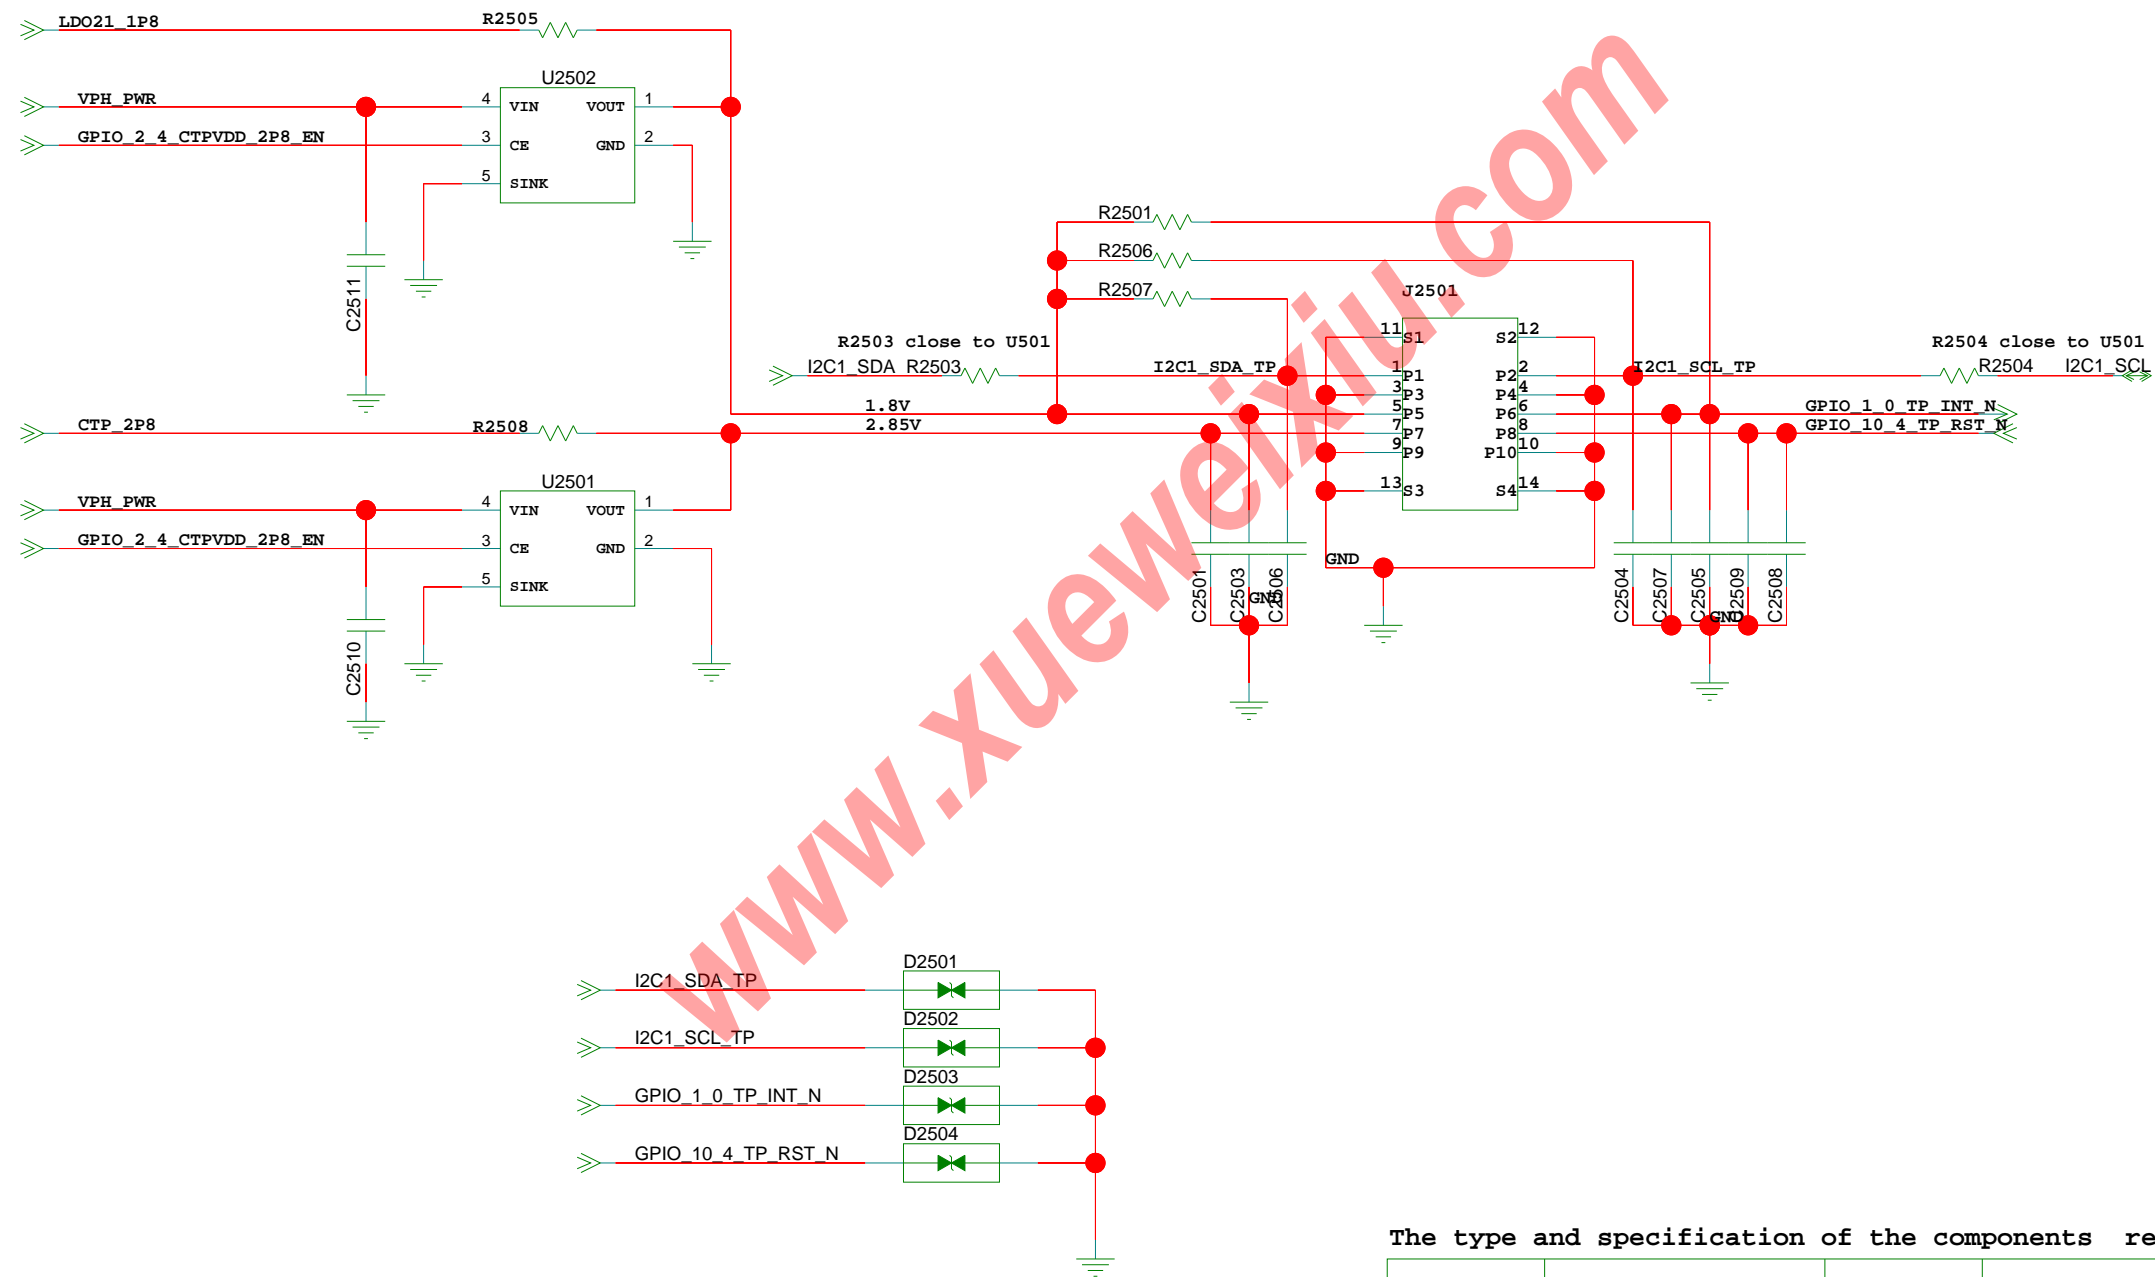 LDO21_1P8
R2505
U2502
VPH_PWR
4 VIN VOUT 1
GPIO_2_4_CTPVDD_2P8_EN
3 CE GND 2
5 SINK
C2511
R2501
R2506
R2507
J2501
R2503 close to U501
I2C1_SDA R2503
I2C1_SDA_TP
11 S1 S2 12
1 P1 P2 2
3 P3 P4 4
5 P5 P6 6
7 P7 P8 8
9 P9 P10 10
13 S3 S4 14
I2C1_SCL_TP
R2504 close to U501
R2504 I2C1_SCL
1.8V
2.85V
GPIO_1_0_TP_INT_N
GPIO_10_4_TP_RST_N
CTP_2P8
R2508
U2501
VPH_PWR
4 VIN VOUT 1
GPIO_2_4_CTPVDD_2P8_EN
3 CE GND 2
5 SINK
C2510
GND
C2501
C2503
C2506
GND
C2504
C2507
C2505
C2509
C2508
GND
www.xueweixiu.com
D2501
I2C1_SDA_TP
D2502
I2C1_SCL_TP
D2503
GPIO_1_0_TP_INT_N
D2504
GPIO_10_4_TP_RST_N
The type and specification of the components re